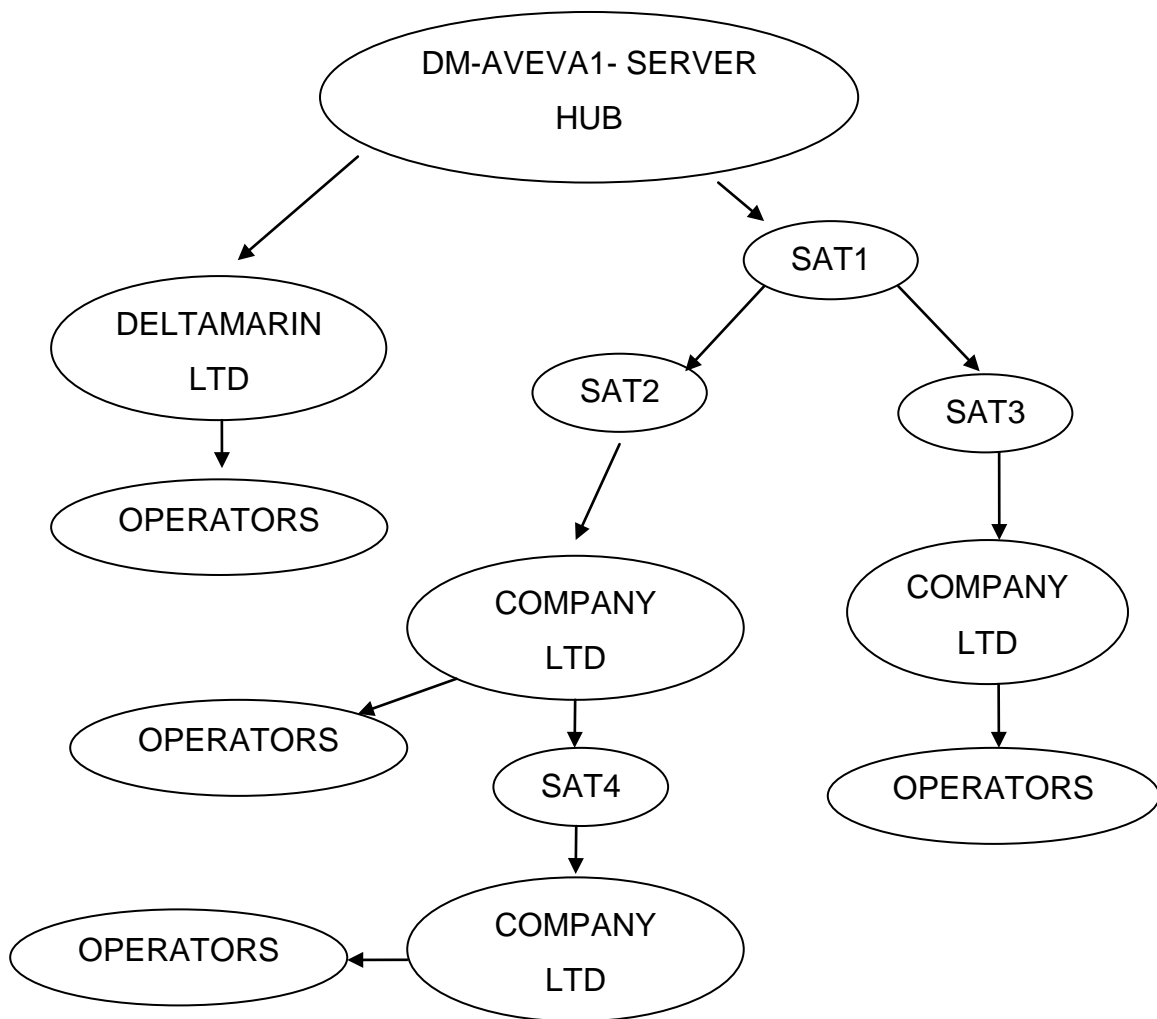 DM-AVEVA1- SERVER
HUB
SAT1
DELTAMARIN
LTD
SAT2
SAT3
OPERATORS
COMPANY
LTD
COMPANY
LTD
OPERATORS
SAT4
OPERATORS
COMPANY
LTD
OPERATORS